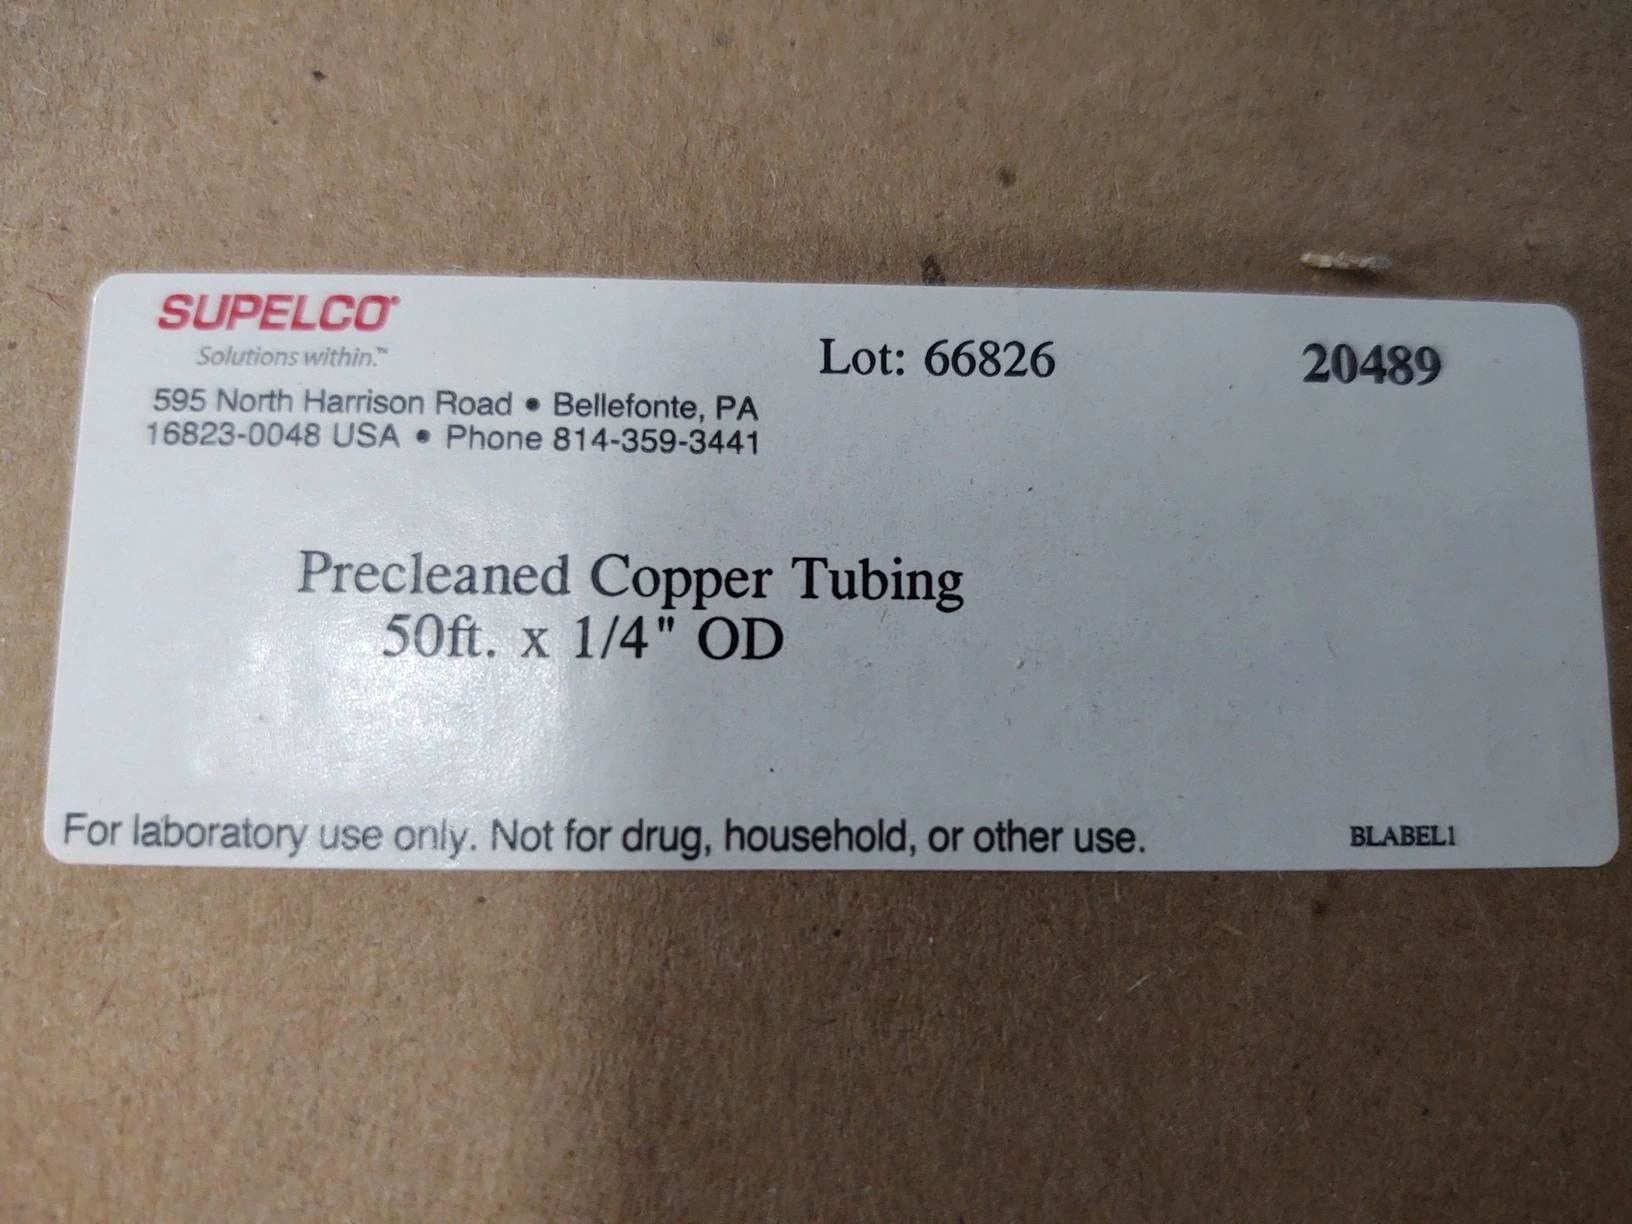 SUPELCO®
Solutions within.™
595 North Harrison Road • Bellefonte, PA
16823-0048 USA • Phone 814-359-3441
Lot: 66826
20489
Precleaned Copper Tubing
50ft. x 1/4" OD
For laboratory use only. Not for drug, household, or other use.
BLABEL1